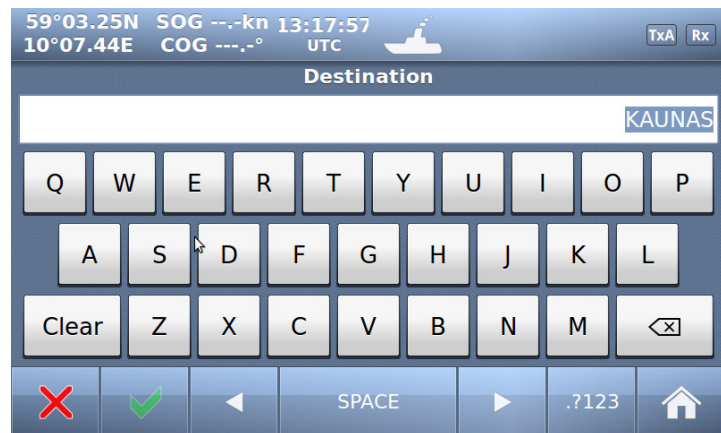 59°03.25N SOG --.-kn 13:17:57
10°07.44E COG ---.-° UTC
TxA Rx
Destination
KAUNAS
Q W E R T Y U I O P
A S D F G H J K L
Clear Z X C V B N M
SPACE .?123